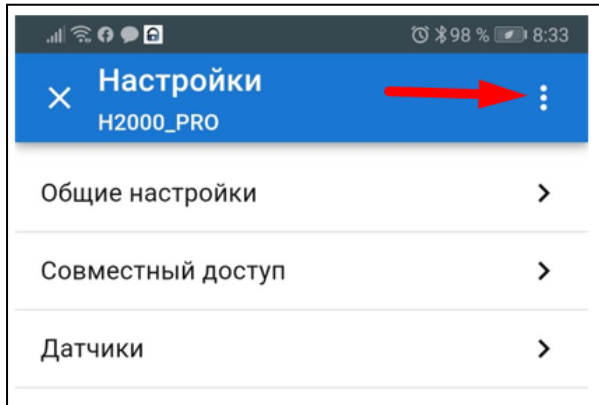 98 % 8:33
Настройки
H2000_PRO
Общие настройки
Совместный доступ
Датчики